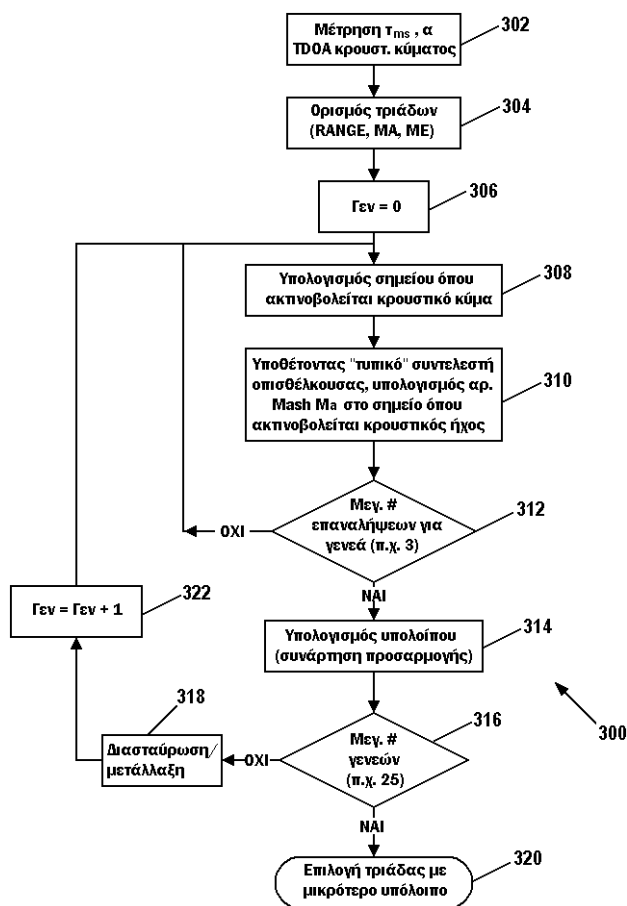 Μέτρηση τms , α
TDOA κρουστ. κύματος
302
Ορισμός τριάδων
(RANGE, MA, ME)
304
Γεν = 0
306
Υπολογισμός σημείου όπου
ακτινοβολείται κρουστικό κύμα
308
Υποθέτοντας "τυπικό" συντελεστή
οπισθέλκουσας, υπολογισμός αρ.
Mash Ma στο σημείο όπου
ακτινοβολείται κρουστικός ήχος
310
Μεγ. #
επαναλήψεων για
γενεά (π.χ. 3)
312
ΟΧΙ
ΝΑΙ
Γεν = Γεν + 1
322
Υπολογισμός υπολοίπου
(συνάρτηση προσαρμογής)
314
318
Διασταύρωση/
μετάλλαξη
ΟΧΙ
Μεγ. #
γενεών
(π.χ. 25)
316
300
ΝΑΙ
Επιλογή τριάδας με
μικρότερο υπόλοιπο
320